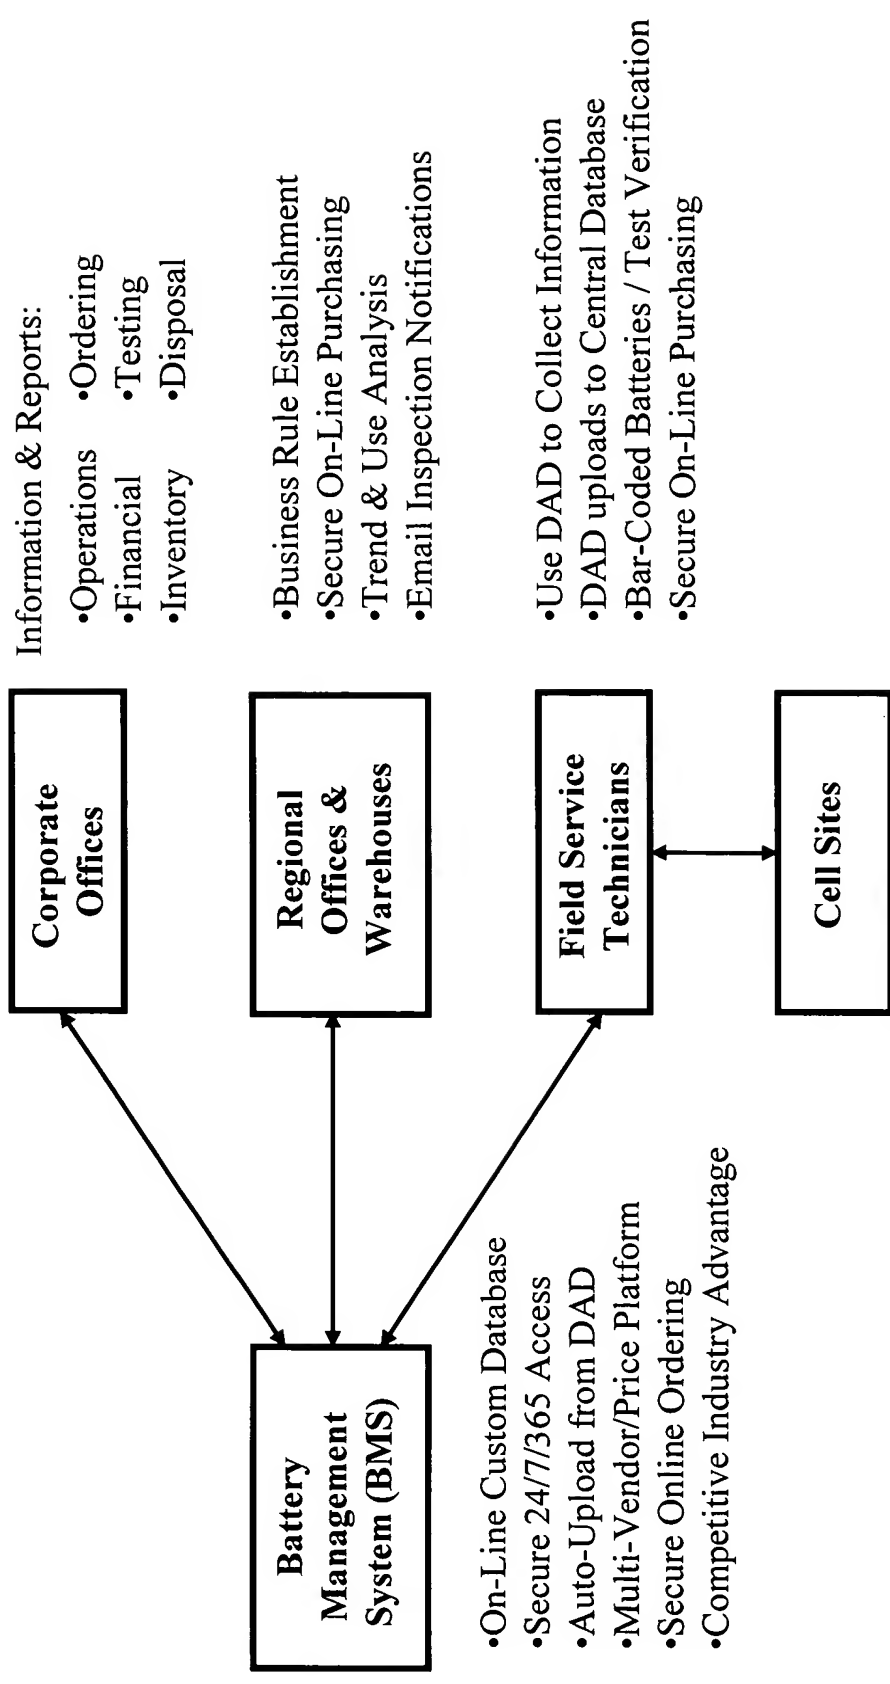 Information & Reports:
•Operations •Ordering
•Financial •Testing
•Inventory •Disposal
Corporate
Offices
•Business Rule Establishment
•Secure On-Line Purchasing
•Trend & Use Analysis
•Email Inspection Notifications
Regional
Offices &
Warehouses
Battery
Management
System (BMS)
•On-Line Custom Database
•Secure 24/7/365 Access
•Auto-Upload from DAD
•Multi-Vendor/Price Platform
•Secure Online Ordering
•Competitive Industry Advantage
Field Service
Technicians
•Use DAD to Collect Information
•DAD uploads to Central Database
•Bar-Coded Batteries / Test Verification
•Secure On-Line Purchasing
Cell Sites